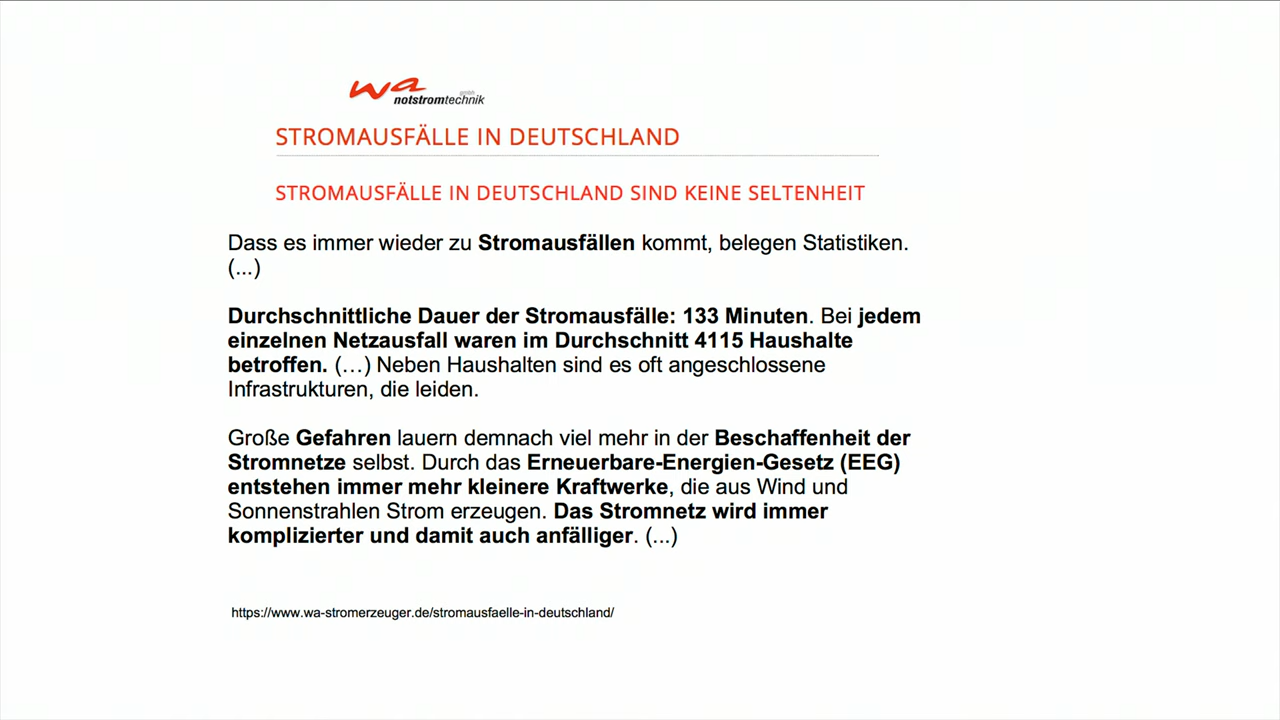 wa gmbh
notstromtechnik
STROMAUSFÄLLE IN DEUTSCHLAND
STROMAUSFÄLLE IN DEUTSCHLAND SIND KEINE SELTENHEIT
Dass es immer wieder zu Stromausfällen kommt, belegen Statistiken.
(...)
Durchschnittliche Dauer der Stromausfälle: 133 Minuten. Bei jedem
einzelnen Netzausfall waren im Durchschnitt 4115 Haushalte
betroffen. (…) Neben Haushalten sind es oft angeschlossene
Infrastrukturen, die leiden.
Große Gefahren lauern demnach viel mehr in der Beschaffenheit der
Stromnetze selbst. Durch das Erneuerbare-Energien-Gesetz (EEG)
entstehen immer mehr kleinere Kraftwerke, die aus Wind und
Sonnenstrahlen Strom erzeugen. Das Stromnetz wird immer
komplizierter und damit auch anfälliger. (...)
https://www.wa-stromerzeuger.de/stromausfaelle-in-deutschland/